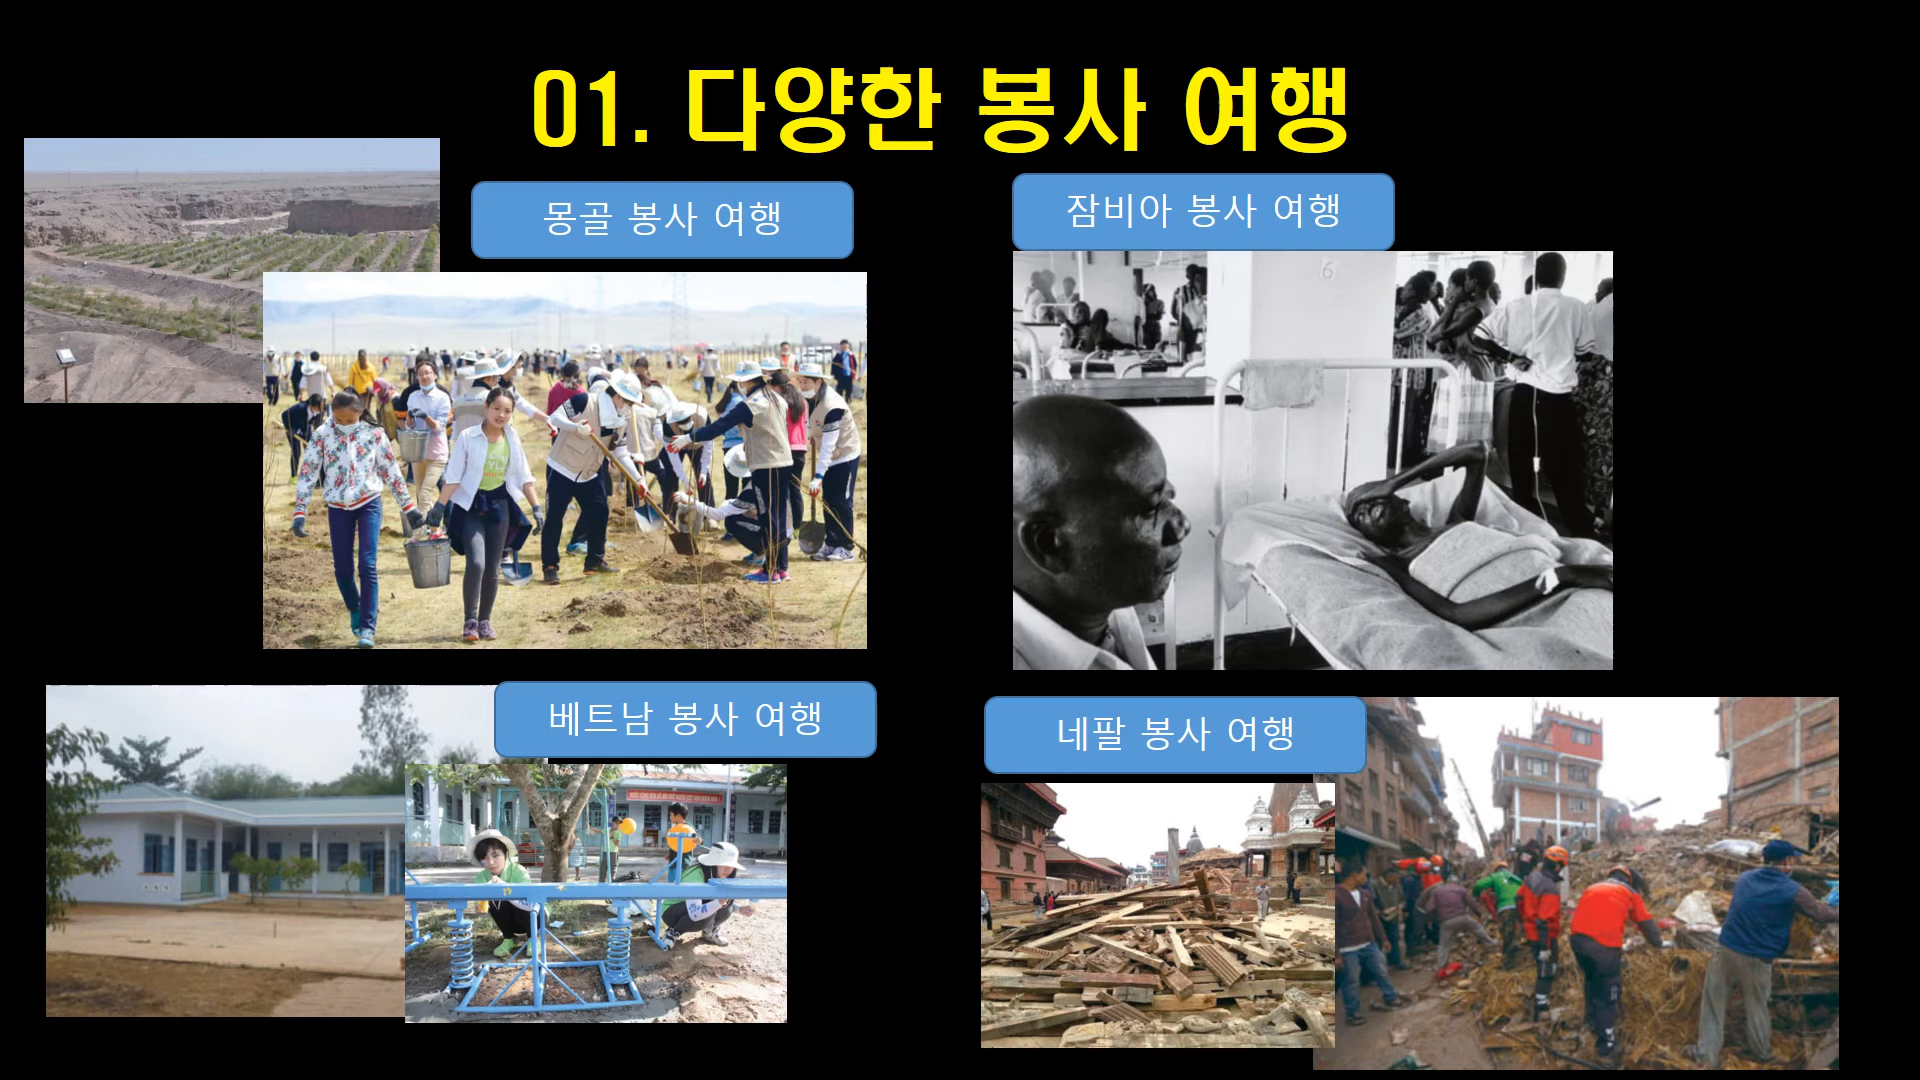 01. 다양한 봉사 여행
몽골 봉사 여행
잠비아 봉사 여행
6
베트남 봉사 여행
네팔 봉사 여행